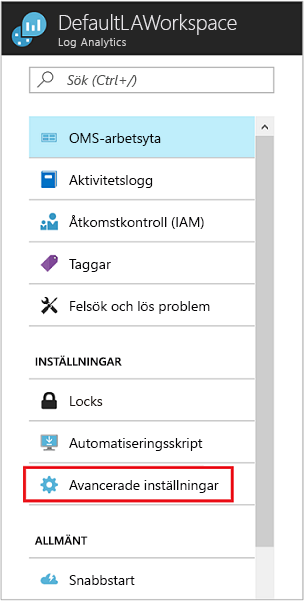 DefaultLAWorkspace
Log Analytics
Sök (Ctrl+/)
OMS-arbetsyta
Aktivitetslogg
Åtkomstkontroll (IAM)
Taggar
Felsök och lös problem
INSTÄLLNINGAR
Locks
Automatiseringsskript
Avancerade inställningar
ALLMÄNT
Snabbstart